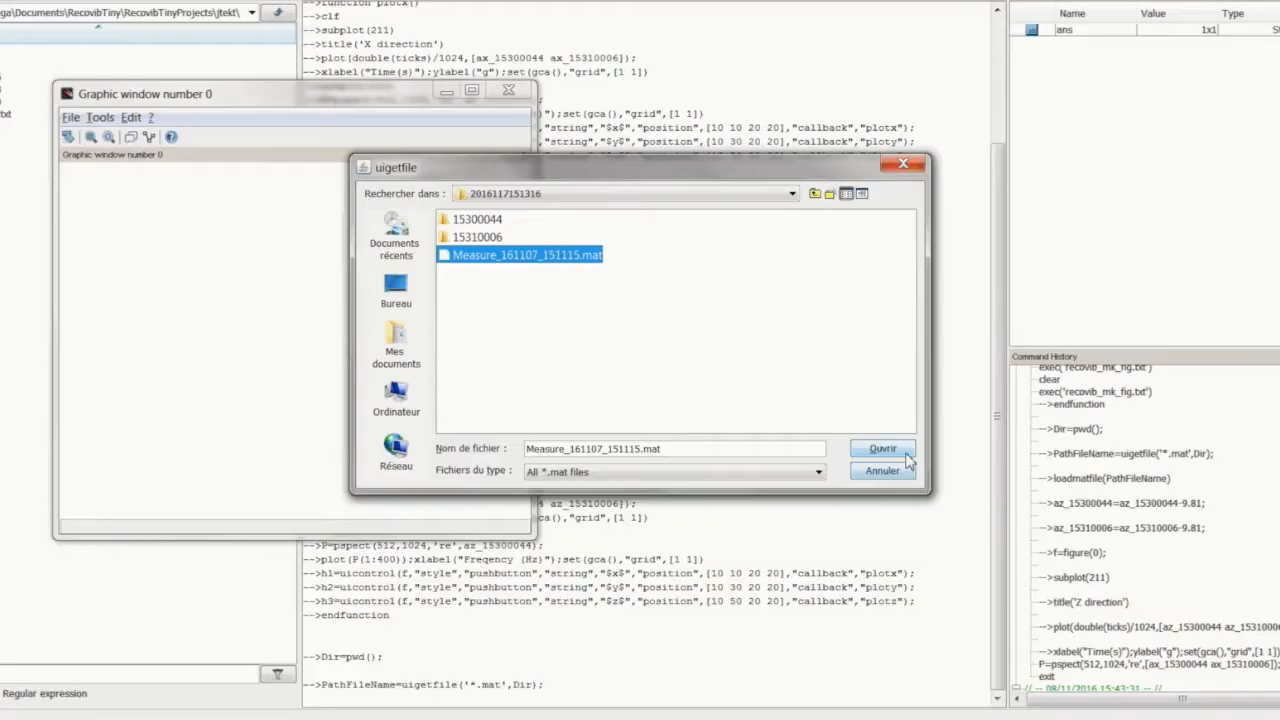 ga\Documents\RecovibTiny\RecovibTinyProjects\jtekt\
txt
Regular expression
-->function plotx()
-->clf
-->subplot(211)
-->title('X direction')
-->plot(double(ticks)/1024,[ax_15300044 ax_15310006]);
-->xlabel("Time(s)");ylabel("g");set(gca(),"grid",[1 1])
");set(gca(),"grid",[1 1])
"string","$x$","position",[10 10 20 20],"callback","plotx");
"string","$y$","position",[10 30 20 20],"callback","ploty");
Graphic window number 0
File Tools Edit ?
Graphic window number 0
uigetfile
Rechercher dans :
2016117151316
15300044
15310006
Measure_161107_151115.mat
Documents
récents
Bureau
Mes
documents
Ordinateur
Réseau
Nom de fichier :
Measure_161107_151115.mat
Ouvrir
Fichiers du type :
All *.mat files
Annuler
4 az_15310006]);
ca(),"grid",[1 1])
-->P=pspect(512,1024,'re',az_15300044);
-->plot(P(1:400));xlabel("Freqency (Hz)");set(gca(),"grid",[1 1])
-->h1=uicontrol(f,"style","pushbutton","string","$x$","position",[10 10 20 20],"callback","plotx");
-->h2=uicontrol(f,"style","pushbutton","string","$y$","position",[10 30 20 20],"callback","ploty");
-->h3=uicontrol(f,"style","pushbutton","string","$z$","position",[10 50 20 20],"callback","plotz");
-->endfunction
-->Dir=pwd();
-->PathFileName=uigetfile('*.mat',Dir);
Name Value Type
ans 1x1 St
Command History
exec('recovib_mk_fig.txt')
clear
exec('recovib_mk_fig.txt')
-->endfunction
-->Dir=pwd();
-->PathFileName=uigetfile('*.mat',Dir);
-->loadmatfile(PathFileName)
-->az_15300044=az_15300044-9.81;
-->az_15310006=az_15310006-9.81;
-->f=figure(0);
-->subplot(211)
-->title('Z direction')
-->plot(double(ticks)/1024,[az_15300044 az_15310006
-->xlabel("Time(s)");ylabel("g");set(gca(),"grid",[1 1])
P=pspect(512,1024,'re',[ax_15300044 ax_15310006]);
exit
// -- 08/11/2016 15:43:31 -- //